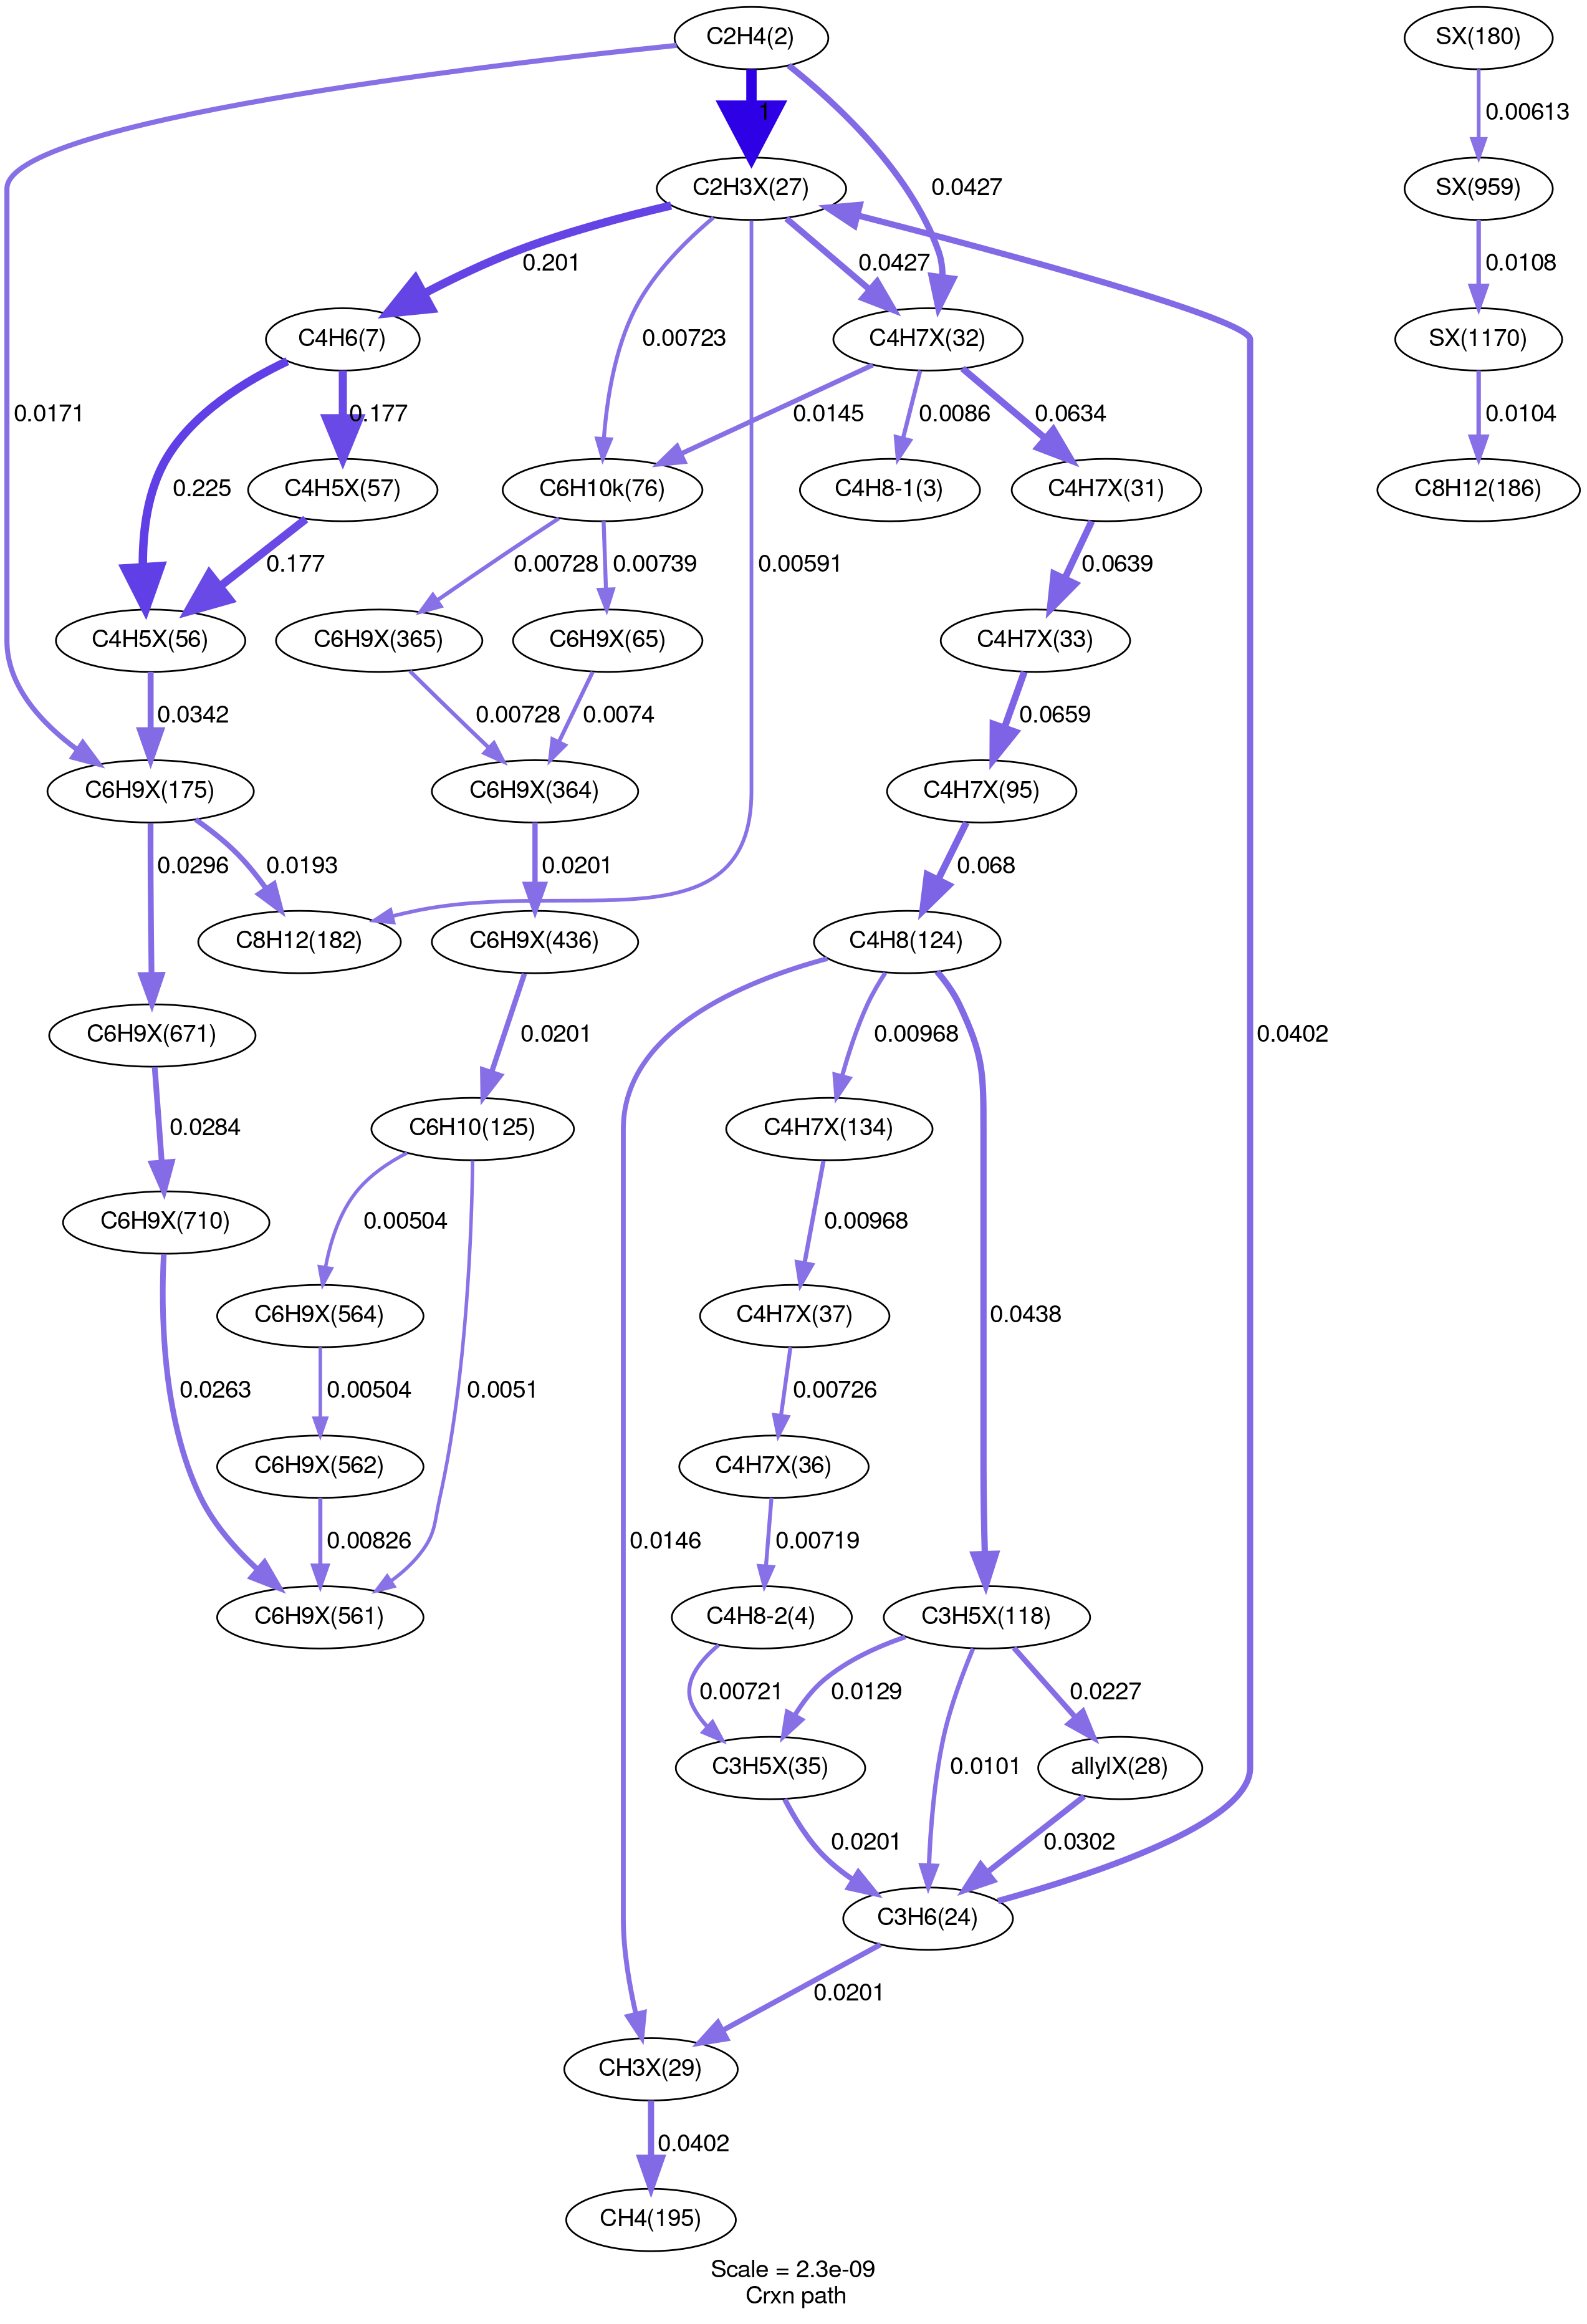 C2H4(2)
SX(180)
1
0.00613
C2H3X(27)
SX(959)
0.0427
0.201
0.0427
0.0108
C4H6(7)
0.00723
C4H7X(32)
SX(1170)
0.0171
0.177
0.0145
0.0086
0.0634
0.0104
0.225
C4H5X(57)
C6H10k(76)
C4H8-1(3)
C4H7X(31)
C8H12(186)
0.177
0.00728
0.00739
0.00591
0.0639
C4H5X(56)
C6H9X(365)
C6H9X(65)
C4H7X(33)
0.0342
0.00728
0.0074
0.0659
C6H9X(175)
C6H9X(364)
C4H7X(95)
0.0296
0.0193
0.0201
0.068
C8H12(182)
C6H9X(436)
C4H8(124)
C6H9X(671)
0.0201
0.00968
0.0402
0.0284
C6H10(125)
C4H7X(134)
C6H9X(710)
0.00504
0.00968
C6H9X(564)
C4H7X(37)
0.0438
0.0263
0.00504
0.0051
0.00726
C6H9X(562)
C4H7X(36)
0.00826
0.0146
0.00719
C6H9X(561)
C4H8-2(4)
C3H5X(118)
0.00721
0.0129
0.0227
C3H5X(35)
0.0101
allylX(28)
0.0201
0.0302
C3H6(24)
0.0201
CH3X(29)
0.0402
CH4(195)
Scale = 2.3e-09
Crxn path